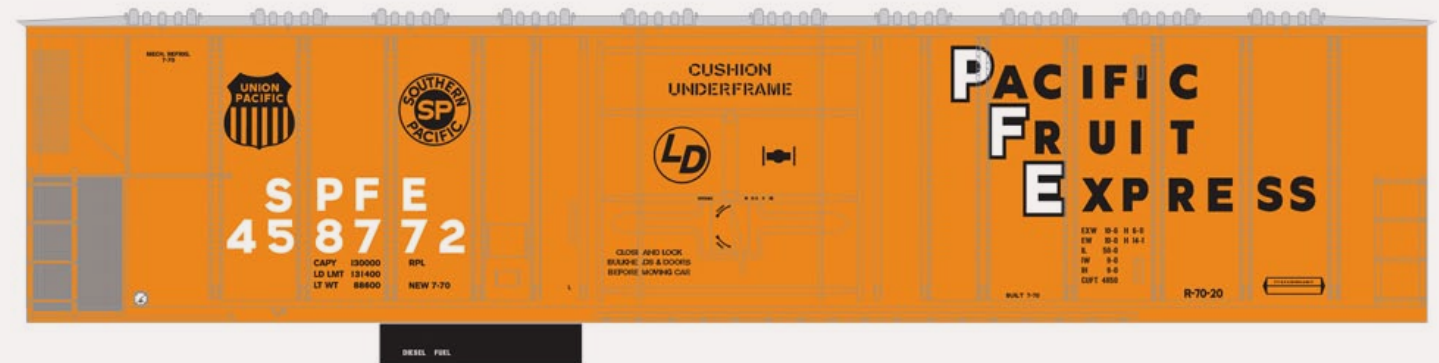 MECH. REFRIG.
7-70
UNION
PACIFIC
SOUTHERN
SP
PACIFIC
SPFE
458772
CAPY 130000 RPL
LD LMT 131400
LT WT 88600 NEW 7-70
CUSHION
UNDERFRAME
LD
CLOSE AND LOCK
BULKHEADS & DOORS
BEFORE MOVING CAR
L
PACIFIC
FRUIT
EXPRESS
EXW 10-6 H 6-0
EW 10-0 H 14-1
IL 50-0
IW 9-0
IH 9-0
CUFT 4050
BUILT 7-70
R-70-20
DIESEL FUEL